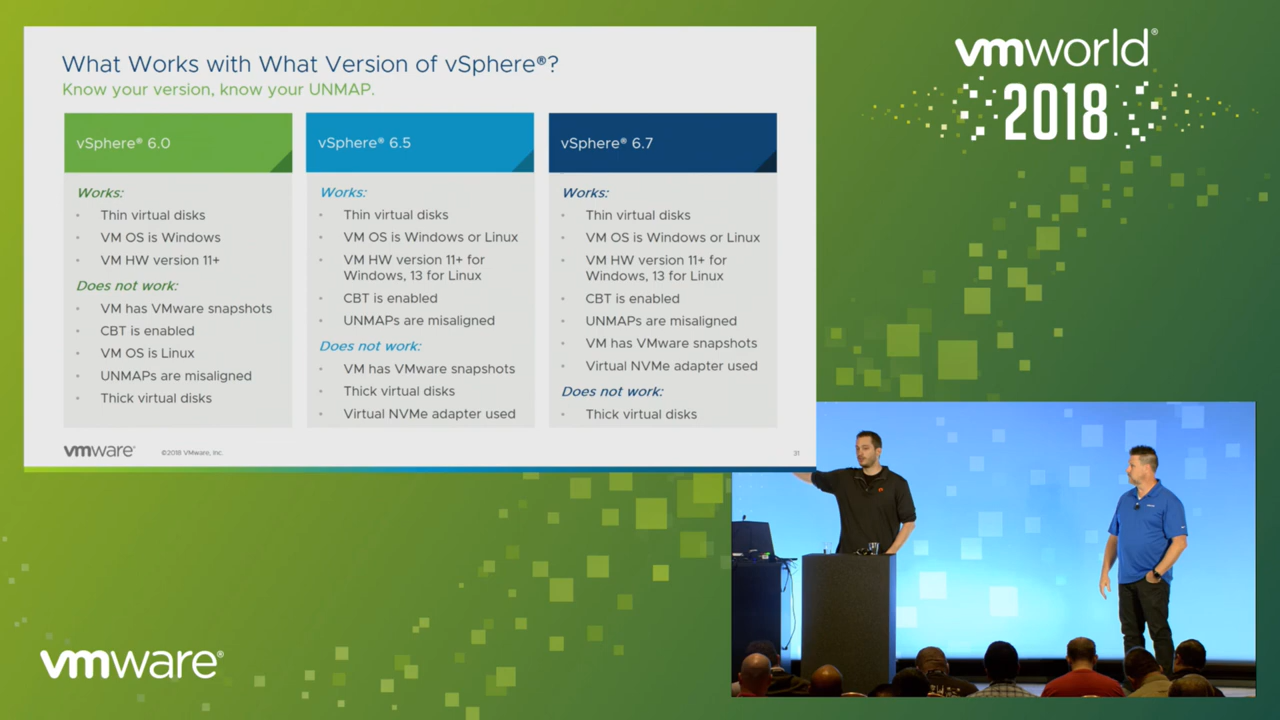 What Works with What Version of vSphere®?
Know your version, know your UNMAP.
vSphere® 6.0
Works:
• Thin virtual disks
• VM OS is Windows
• VM HW version 11+
Does not work:
• VM has VMware snapshots
• CBT is enabled
• VM OS is Linux
• UNMAPs are misaligned
• Thick virtual disks
vSphere® 6.5
Works:
• Thin virtual disks
• VM OS is Windows or Linux
• VM HW version 11+ for
Windows, 13 for Linux
• CBT is enabled
• UNMAPs are misaligned
Does not work:
• VM has VMware snapshots
• Thick virtual disks
• Virtual NVMe adapter used
vSphere® 6.7
Works:
• Thin virtual disks
• VM OS is Windows or Linux
• VM HW version 11+ for
Windows, 13 for Linux
• CBT is enabled
• UNMAPs are misaligned
• VM has VMware snapshots
• Virtual NVMe adapter used
Does not work:
• Thick virtual disks
vmware®
©2018 VMware, Inc.
31
vmworld®
2018
vmware®